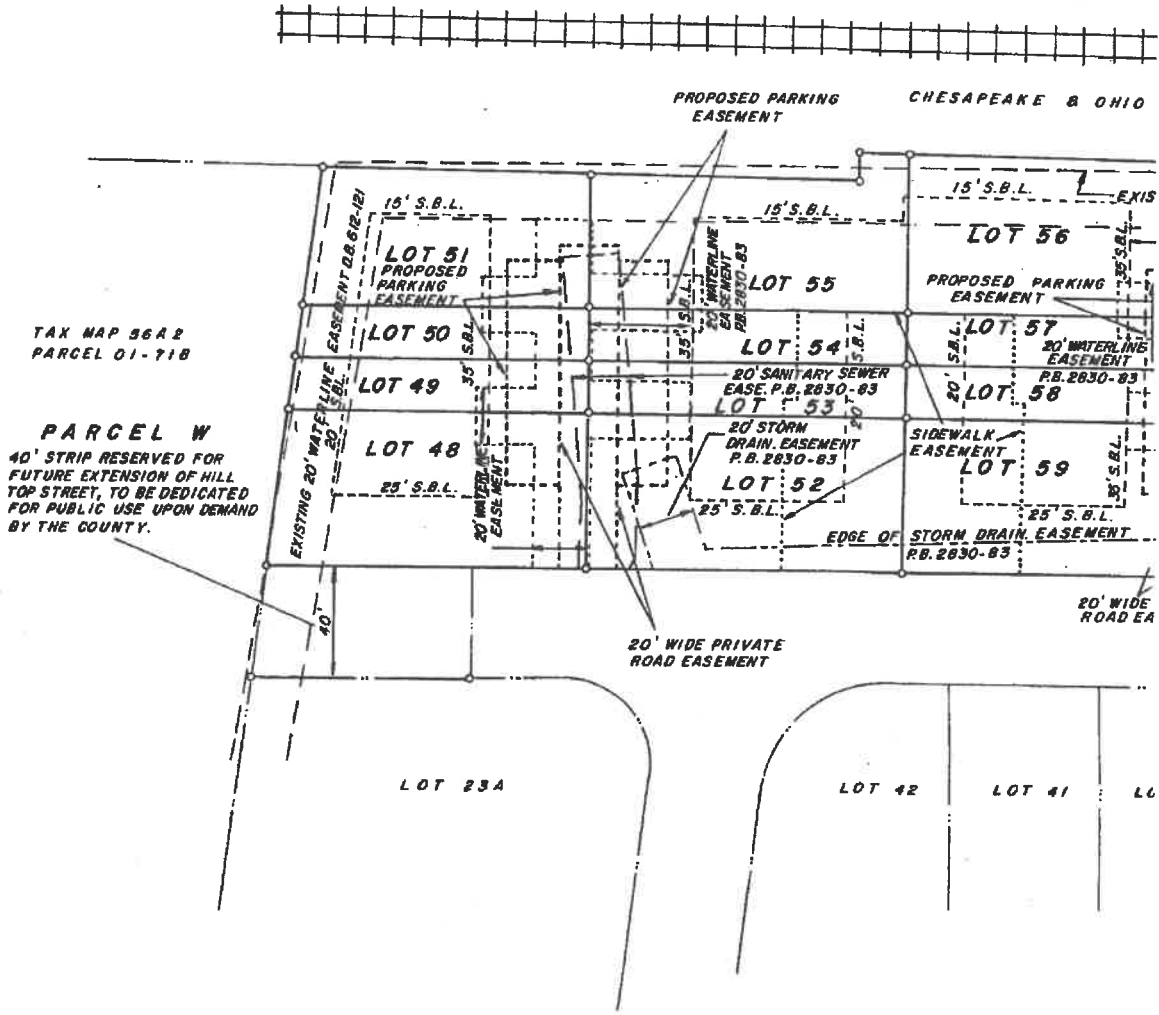 PROPOSED PARKING
EASEMENT
CHESAPEAKE & OHIO
15' S.B.L.
15' S.B.L.
15' S.B.L.
EXIS
EXISTING 20' WATERLINE EASEMENT D.B. 612-121
20' S.B.L.
LOT 51
PROPOSED
PARKING
EASEMENT
20' WATERLINE
EASEMENT
P.B. 2830-83
LOT 55
LOT 56
35' S.B.L.
PROPOSED PARKING
EASEMENT
TAX MAP 56A2
PARCEL 01-71B
LOT 50
35' S.B.L.
35' S.B.L.
LOT 54
S.B.L.
20'
20' S.B.L.
LOT 57
20' WATERLINE
EASEMENT
P.B. 2830-83
LOT 49
20' SANITARY SEWER
EASE. P.B. 2830-83
LOT 53
LOT 58
PARCEL W
40' STRIP RESERVED FOR
FUTURE EXTENSION OF HILL
TOP STREET, TO BE DEDICATED
FOR PUBLIC USE UPON DEMAND
BY THE COUNTY.
LOT 48
25' S.B.L.
20' WATERLINE
EASEMENT
20' STORM
DRAIN. EASEMENT
P.B. 2830-83
LOT 52
25' S.B.L.
SIDEWALK
EASEMENT
LOT 59
35' S.B.L.
25' S.B.L.
EDGE OF STORM DRAIN. EASEMENT
P.B. 2830-83
40'
20' WIDE PRIVATE
ROAD EASEMENT
20' WIDE
ROAD EA
LOT 23A
LOT 42
LOT 41
LO